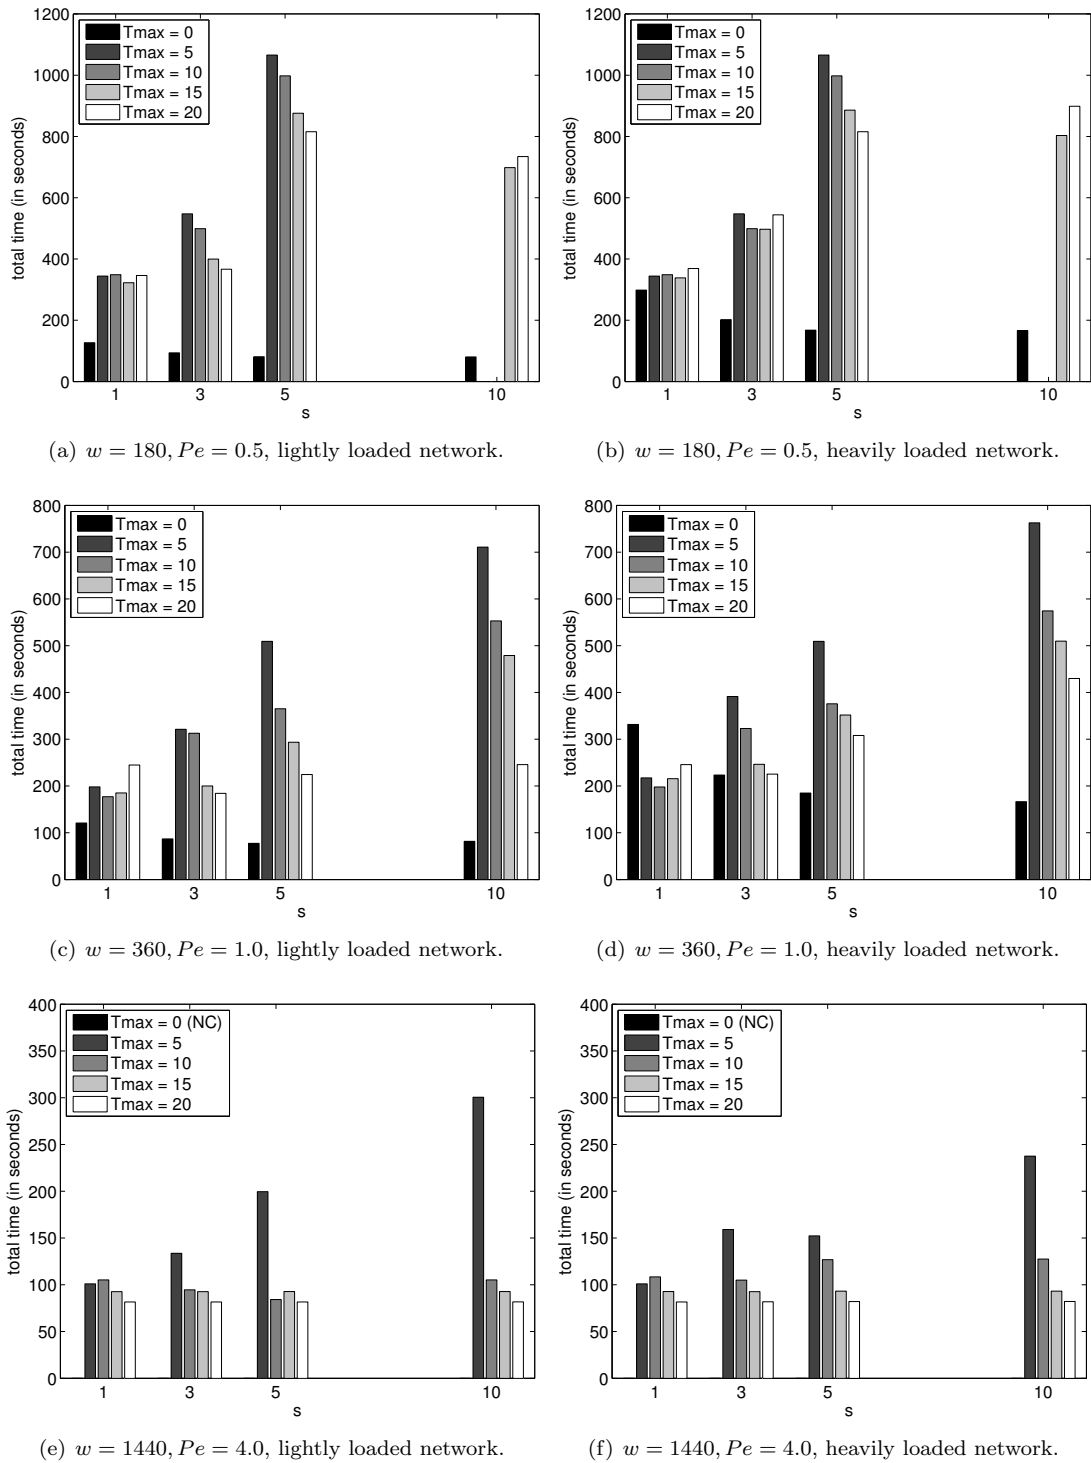 1200
1000
800
600
400
200
0
total time (in seconds)
Tmax = 0
Tmax = 5
Tmax = 10
Tmax = 15
Tmax = 20
1 3 5 10
s
(a) w = 180, Pe = 0.5, lightly loaded network.
1200
1000
800
600
400
200
0
total time (in seconds)
Tmax = 0
Tmax = 5
Tmax = 10
Tmax = 15
Tmax = 20
1 3 5 10
s
(b) w = 180, Pe = 0.5, heavily loaded network.
800
700
600
500
400
300
200
100
0
total time (in seconds)
Tmax = 0
Tmax = 5
Tmax = 10
Tmax = 15
Tmax = 20
1 3 5 10
s
(c) w = 360, Pe = 1.0, lightly loaded network.
800
700
600
500
400
300
200
100
0
total time (in seconds)
Tmax = 0
Tmax = 5
Tmax = 10
Tmax = 15
Tmax = 20
1 3 5 10
s
(d) w = 360, Pe = 1.0, heavily loaded network.
400
350
300
250
200
150
100
50
0
total time (in seconds)
Tmax = 0 (NC)
Tmax = 5
Tmax = 10
Tmax = 15
Tmax = 20
1 3 5 10
s
(e) w = 1440, Pe = 4.0, lightly loaded network.
400
350
300
250
200
150
100
50
0
total time (in seconds)
Tmax = 0 (NC)
Tmax = 5
Tmax = 10
Tmax = 15
Tmax = 20
1 3 5 10
s
(f) w = 1440, Pe = 4.0, heavily loaded network.